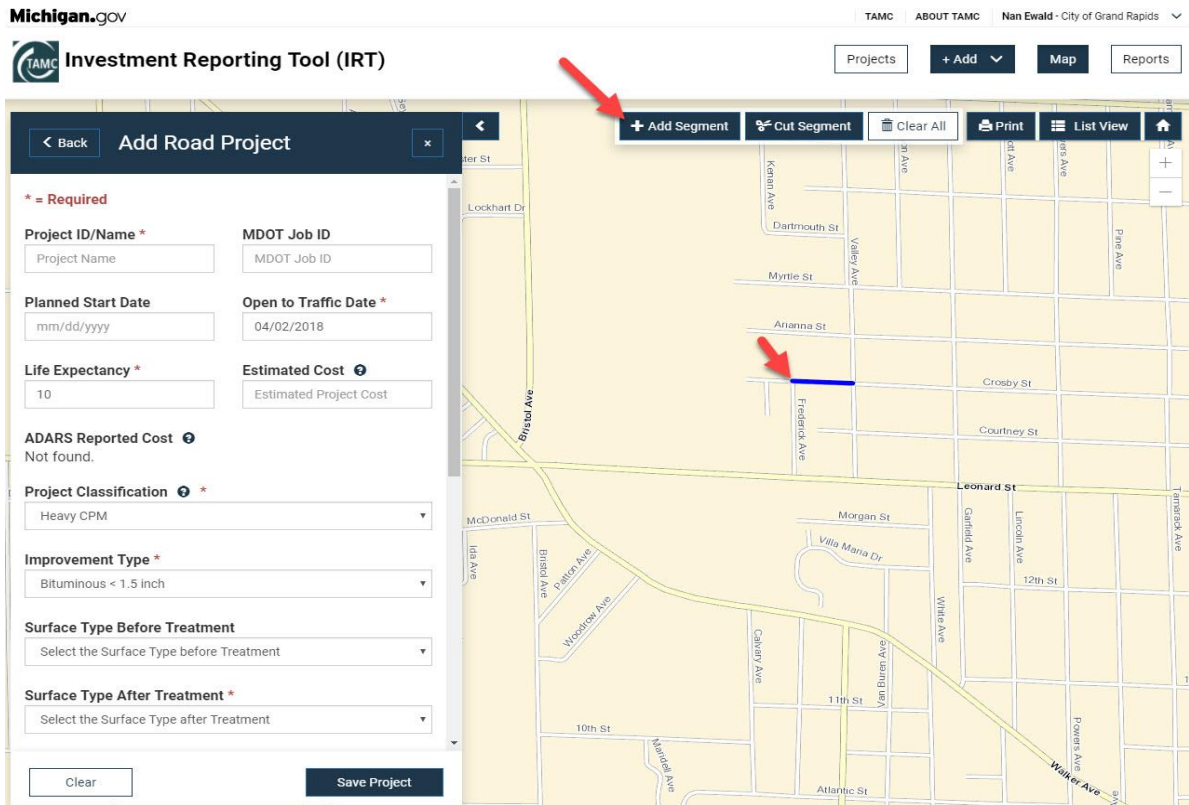 Michigan.gov
TAMC ABOUT TAMC Nan Ewald - City of Grand Rapids
TAMC Investment Reporting Tool (IRT)
Projects + Add Map Reports
Back Add Road Project ×
+ Add Segment Cut Segment Clear All Print List View
+
−
* = Required
Project ID/Name * MDOT Job ID
Project Name MDOT Job ID
Planned Start Date Open to Traffic Date *
mm/dd/yyyy 04/02/2018
Life Expectancy * Estimated Cost ?
10 Estimated Project Cost
ADARS Reported Cost ?
Not found.
Project Classification ? *
Heavy CPM
Improvement Type *
Bituminous < 1.5 inch
Surface Type Before Treatment
Select the Surface Type before Treatment
Surface Type After Treatment *
Select the Surface Type after Treatment
Clear Save Project
ter St
Lockhart Dr
Kenan Ave
Dartmouth St
Valley Ave
Pine Ave
Myrtle St
Arianna St
Crosby St
Bristol Ave
Frederick Ave
Courtney St
Leonard St
Tamarack Ave
McDonald St
Morgan St
Garfield Ave
Lincoln Ave
Villa Maria Dr
Ida Ave
Bristol Ave
Patton Ave
12th St
Woodrow Ave
White Ave
Calvary Ave
Van Buren Ave
11th St
10th St
Powers Ave
Maridell Ave
Walker Ave
Atlantic St